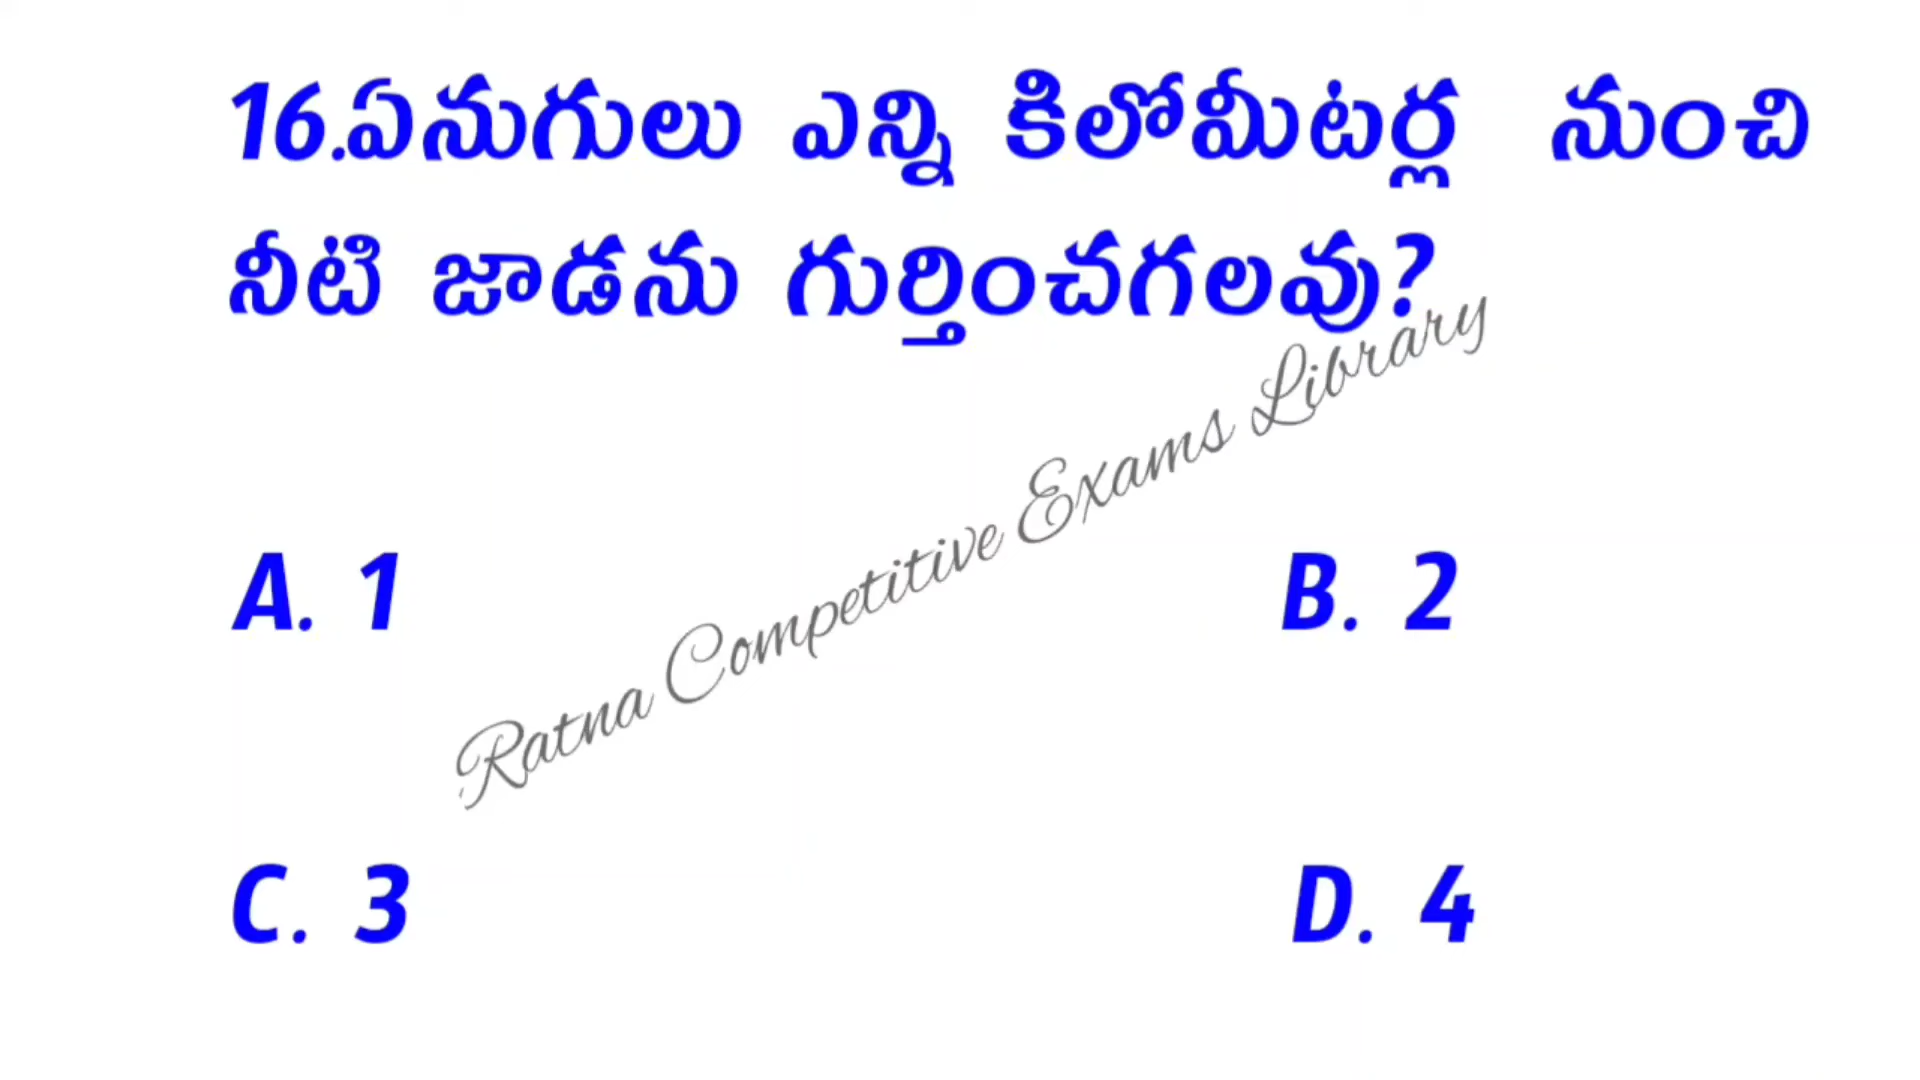 16.ఏనుగులు ఎన్ని కిలోమీటర్ల నుంచి
నీటి జాడను గుర్తించగలవు?
Ratna Competitive Exams Library
A. 1
B. 2
C. 3
D. 4